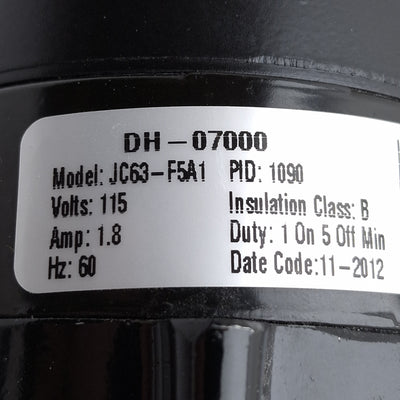 DH-07000
Model: JC63-F5A1 PID: 1090
Volts: 115 Insulation Class: B
Amp: 1.8 Duty: 1 On 5 Off Min
Hz: 60 Date Code:11-2012